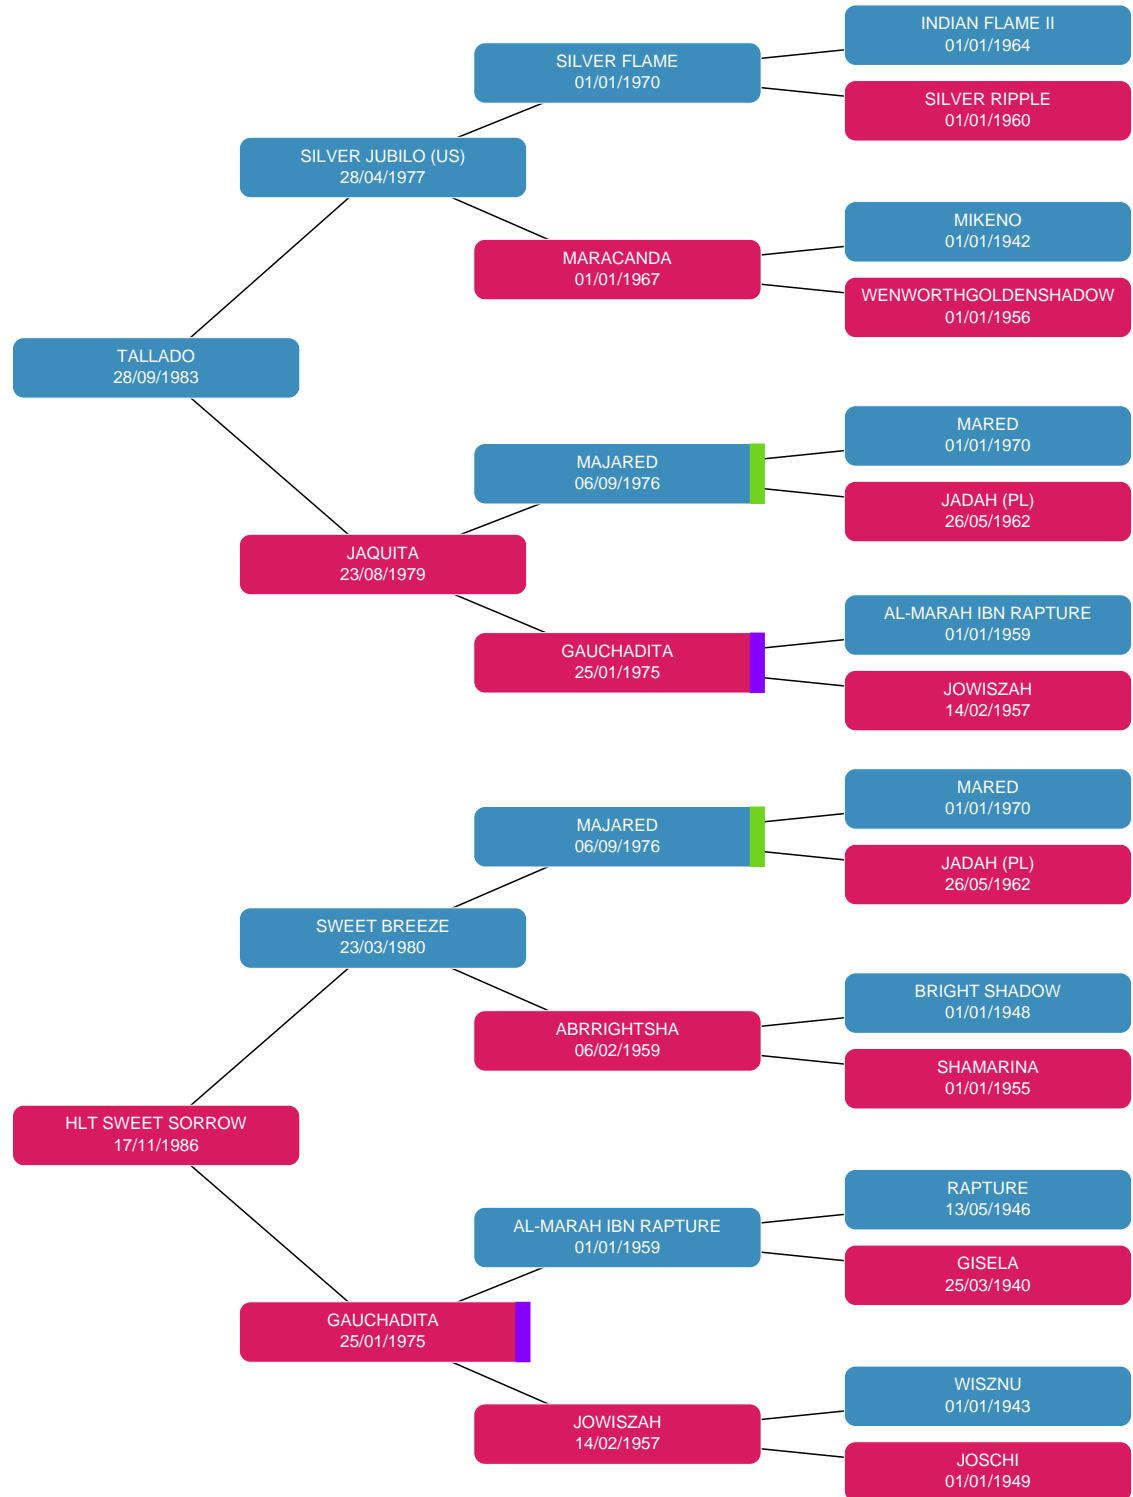 INDIAN FLAME II
01/01/1964
SILVER FLAME
01/01/1970
SILVER RIPPLE
01/01/1960
SILVER JUBILO (US)
28/04/1977
MIKENO
01/01/1942
MARACANDA
01/01/1967
WENWORTHGOLDENSHADOW
01/01/1956
TALLADO
28/09/1983
MARED
01/01/1970
MAJARED
06/09/1976
JADAH (PL)
26/05/1962
JAQUITA
23/08/1979
AL-MARAH IBN RAPTURE
01/01/1959
GAUCHADITA
25/01/1975
JOWISZAH
14/02/1957
MARED
01/01/1970
MAJARED
06/09/1976
JADAH (PL)
26/05/1962
SWEET BREEZE
23/03/1980
BRIGHT SHADOW
01/01/1948
ABRRIGHTSHA
06/02/1959
SHAMARINA
01/01/1955
HLT SWEET SORROW
17/11/1986
RAPTURE
13/05/1946
AL-MARAH IBN RAPTURE
01/01/1959
GISELA
25/03/1940
GAUCHADITA
25/01/1975
WISZNU
01/01/1943
JOWISZAH
14/02/1957
JOSCHI
01/01/1949